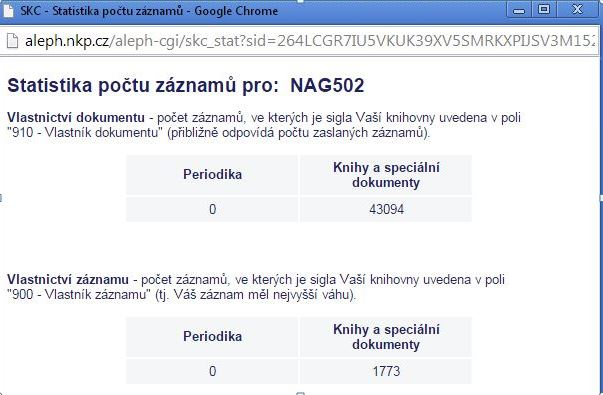 SKC - Statistika počtu záznamů - Google Chrome
aleph.nkp.cz/aleph-cgi/skc_stat?sid=264LCGR7IU5VKUK39XV5SMRKXPIJSV3M152
Statistika počtu záznamů pro: NAG502
Vlastnictví dokumentu - počet záznamů, ve kterých je sigla Vaší knihovny uvedena v poli
"910 - Vlastník dokumentu" (přibližně odpovídá počtu zaslaných záznamů).
Periodika
Knihy a speciální
dokumenty
0 43094
Vlastnictví záznamu - počet záznamů, ve kterých je sigla Vaší knihovny uvedena v poli
"900 - Vlastník záznamu" (tj. Váš záznam měl nejvyšší váhu).
Periodika
Knihy a speciální
dokumenty
0 1773